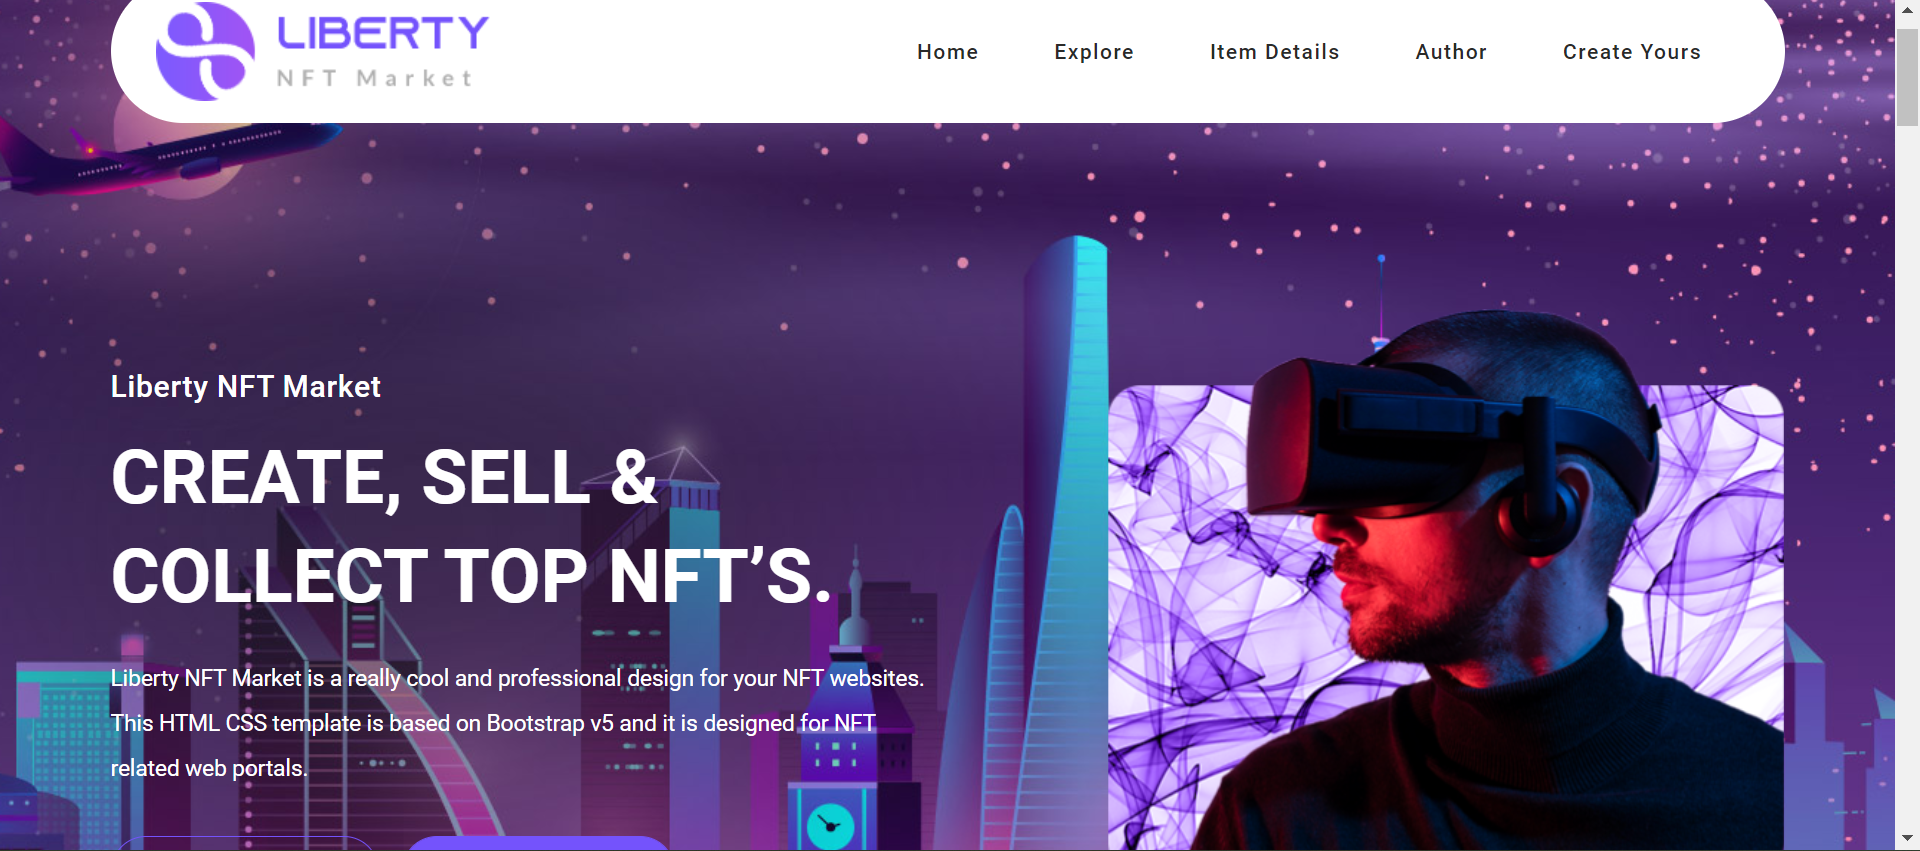 LIBERTY
NFT Market
Home Explore Item Details Author Create Yours
Liberty NFT Market
CREATE, SELL &
COLLECT TOP NFT’S.
Liberty NFT Market is a really cool and professional design for your NFT websites.
This HTML CSS template is based on Bootstrap v5 and it is designed for NFT
related web portals.